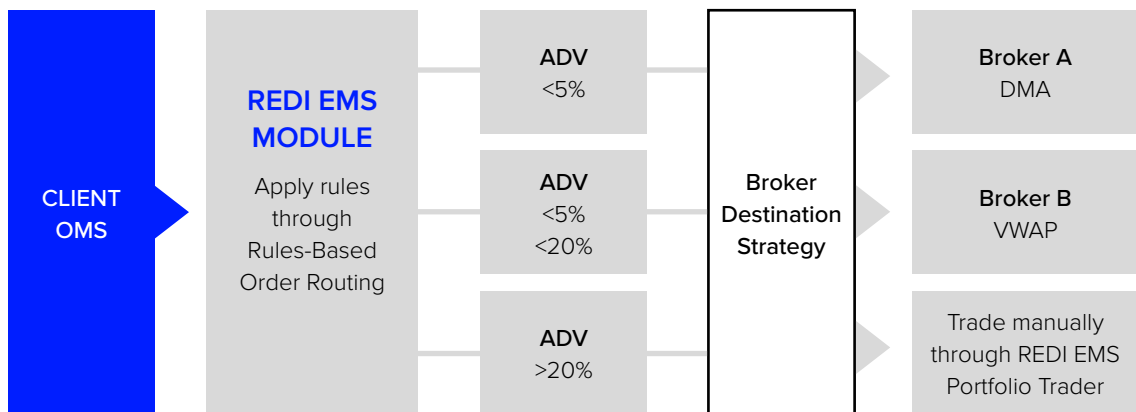 CLIENT
OMS
REDI EMS
MODULE
Apply rules
through
Rules-Based
Order Routing
ADV
<5%
ADV
<5%
<20%
ADV
>20%
Broker
Destination
Strategy
Broker A
DMA
Broker B
VWAP
Trade manually
through REDI EMS
Portfolio Trader